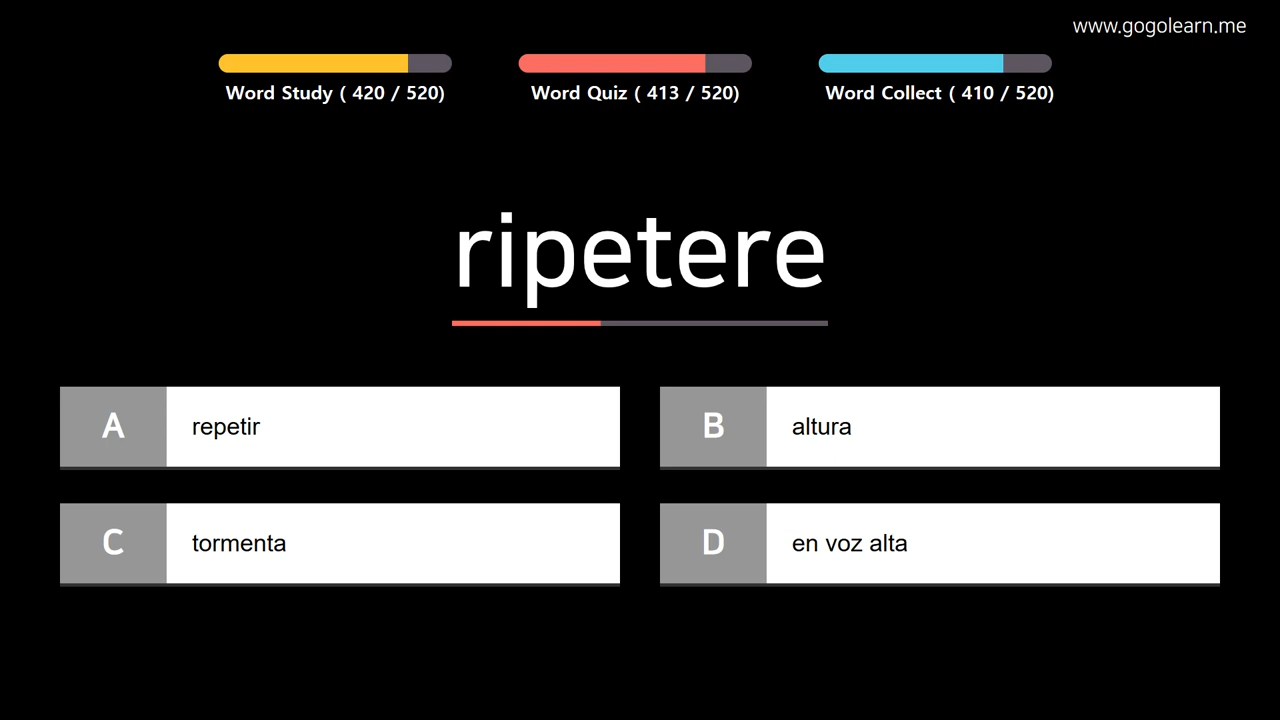 www.gogolearn.me
Word Study ( 420 / 520)
Word Quiz ( 413 / 520)
Word Collect ( 410 / 520)
ripetere
A repetir
B altura
C tormenta
D en voz alta